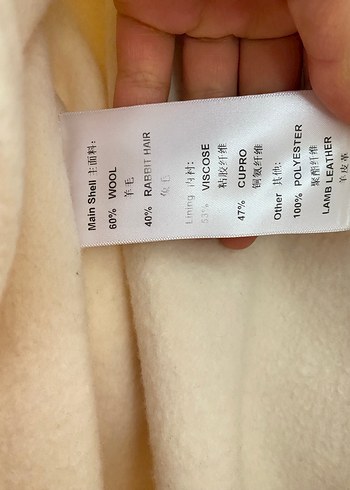 Main Shell 主面料:
60% WOOL
羊毛
40% RABBIT HAIR
兔毛
Lining 内衬:
53% VISCOSE
粘胶纤维
47% CUPRO
铜氨纤维
Other 其他:
100% POLYESTER
聚酯纤维
LAMB LEATHER
羊皮革